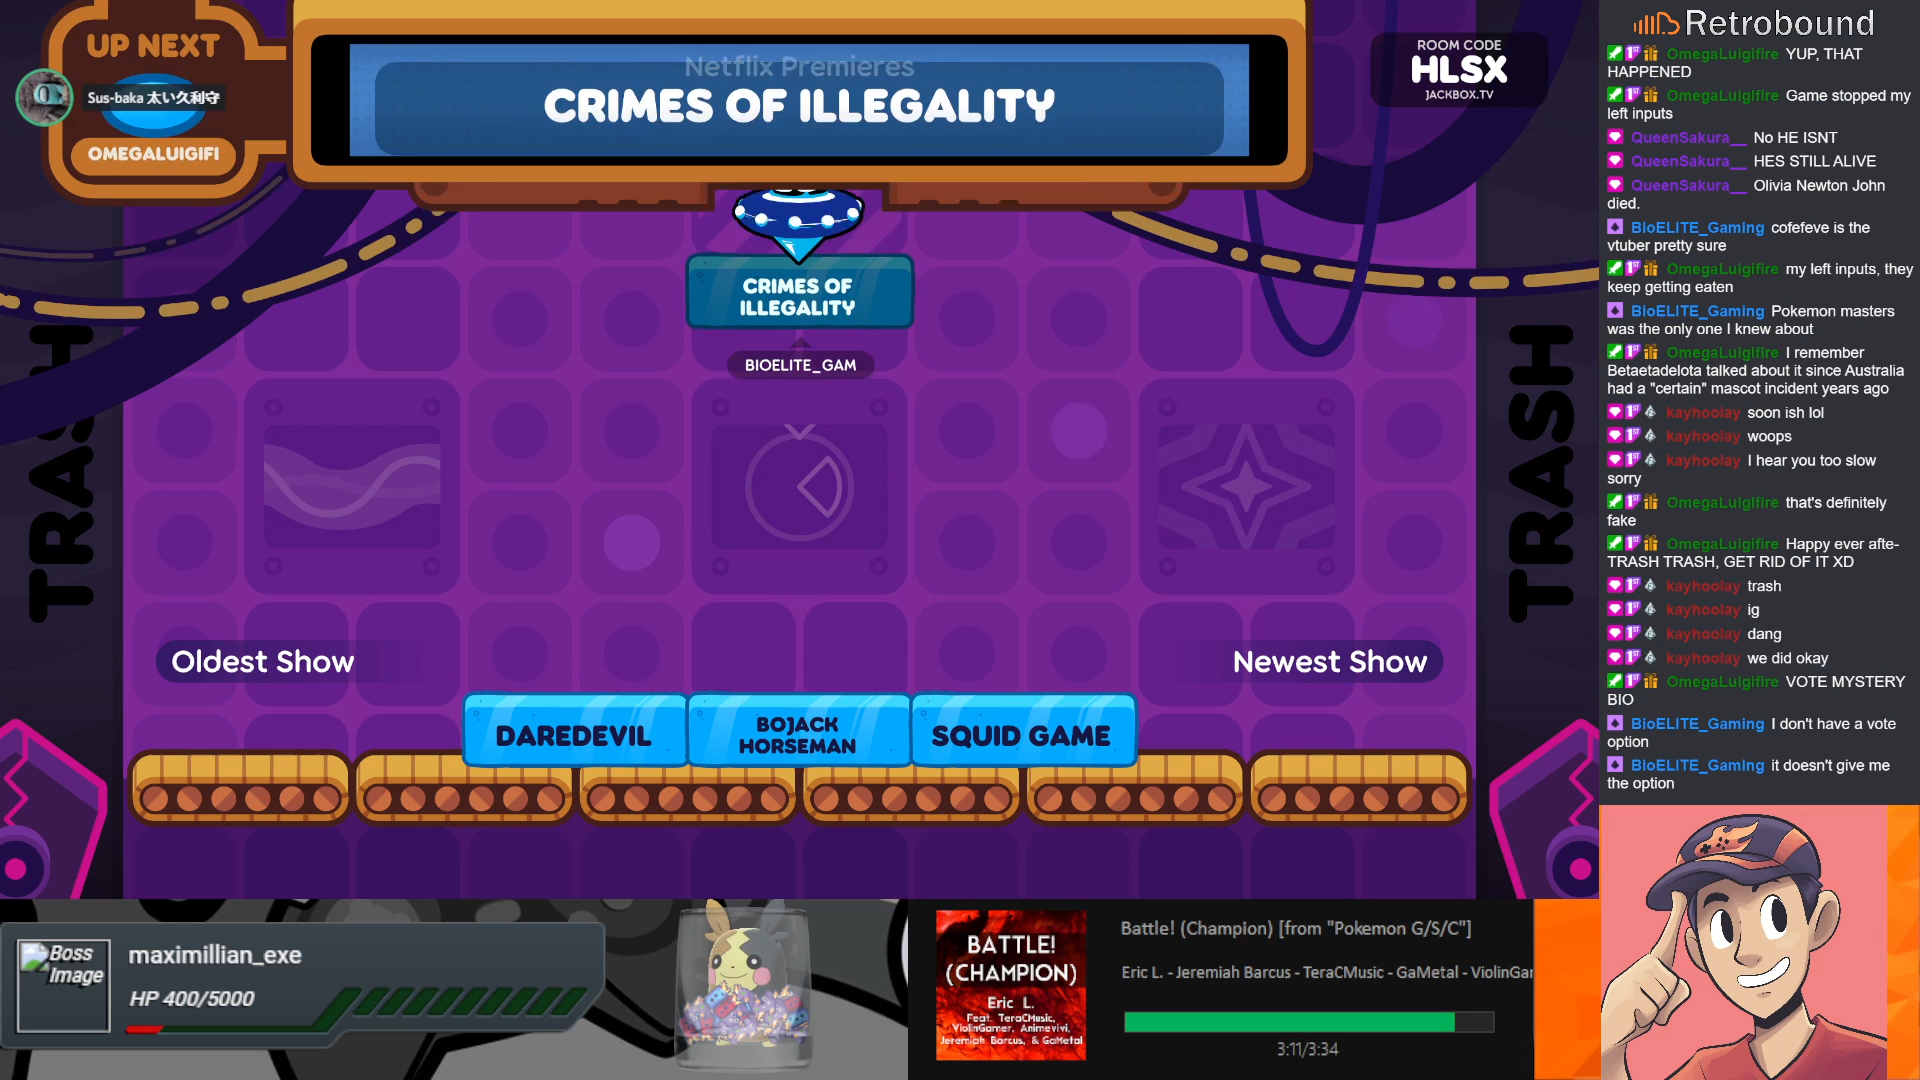 UP NEXT
Sus-baka 太い久利守
OMEGALUIGIFI
Netflix Premieres
CRIMES OF ILLEGALITY
ROOM CODE
HLSX
JACKBOX.TV
CRIMES OF
ILLEGALITY
BIOELITE_GAM
TRASH
TRASH
Oldest Show
Newest Show
DAREDEVIL
BOJACK
HORSEMAN
SQUID GAME
Retrobound
OmegaLuigifire YUP, THAT
HAPPENED
OmegaLuigifire Game stopped my
left inputs
QueenSakura__ No HE ISNT
QueenSakura__ HES STILL ALIVE
QueenSakura__ Olivia Newton John
died.
BioELITE_Gaming cofefeve is the
vtuber pretty sure
OmegaLuigifire my left inputs, they
keep getting eaten
BioELITE_Gaming Pokemon masters
was the only one I knew about
OmegaLuigifire I remember
Betaetadelota talked about it since Australia
had a "certain" mascot incident years ago
kayhoolay soon ish lol
kayhoolay woops
kayhoolay I hear you too slow
sorry
OmegaLuigifire that's definitely
fake
OmegaLuigifire Happy ever afte-
TRASH TRASH, GET RID OF IT XD
kayhoolay trash
kayhoolay ig
kayhoolay dang
kayhoolay we did okay
OmegaLuigifire VOTE MYSTERY
BIO
BioELITE_Gaming I don't have a vote
option
BioELITE_Gaming it doesn't give me
the option
Boss
Image
maximillian_exe
HP 400/5000
BATTLE!
(CHAMPION)
Eric L.
Feat. TeraCMusic,
ViolinGamer, Animevivi,
Jeremiah Barcus, & GaMetal
Battle! (Champion) [from "Pokemon G/S/C"]
Eric L. - Jeremiah Barcus - TeraCMusic - GaMetal - ViolinGar
3:11/3:34